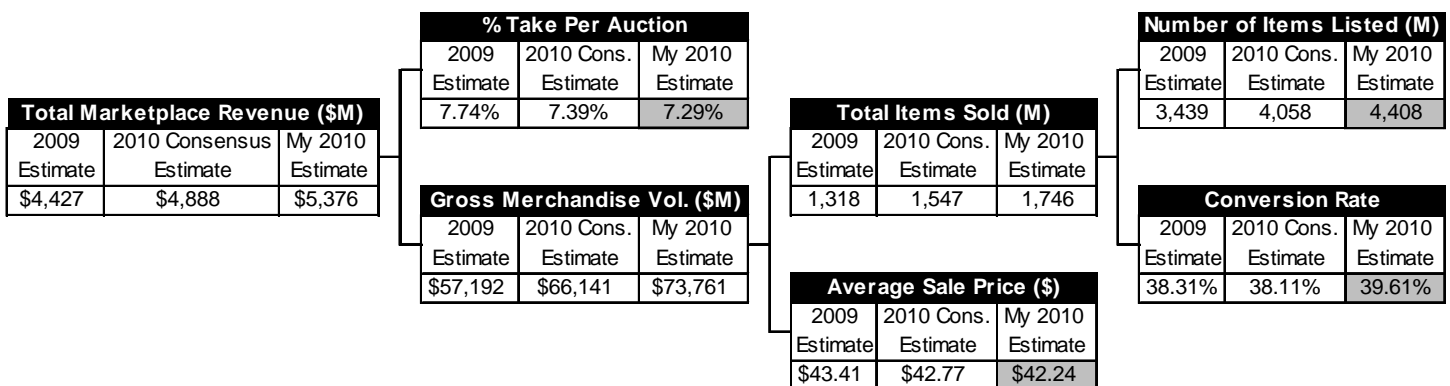 % Take Per Auction
2009 2010 Cons. My 2010
Estimate Estimate Estimate
7.74% 7.39% 7.29%
Number of Items Listed (M)
2009 2010 Cons. My 2010
Estimate Estimate Estimate
3,439 4,058 4,408
Total Marketplace Revenue ($M)
2009 2010 Consensus My 2010
Estimate Estimate Estimate
$4,427 $4,888 $5,376
Total Items Sold (M)
2009 2010 Cons. My 2010
Estimate Estimate Estimate
1,318 1,547 1,746
Gross Merchandise Vol. ($M)
2009 2010 Cons. My 2010
Estimate Estimate Estimate
$57,192 $66,141 $73,761
Conversion Rate
2009 2010 Cons. My 2010
Estimate Estimate Estimate
38.31% 38.11% 39.61%
Average Sale Price ($)
2009 2010 Cons. My 2010
Estimate Estimate Estimate
$43.41 $42.77 $42.24